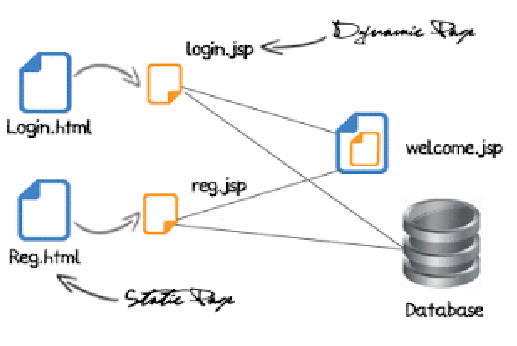 login.jsp
Dynamic Page
Login.html
welcome.jsp
reg.jsp
Reg.html
Static Page
Database